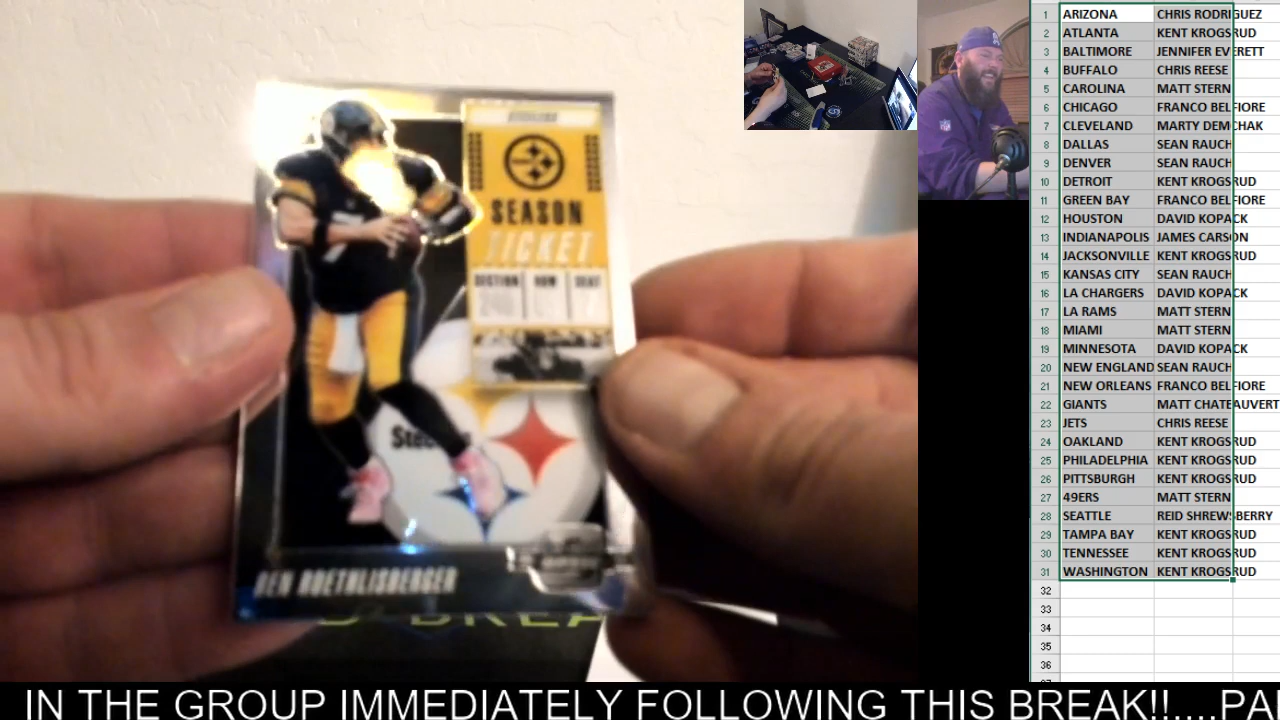 SEASON
TICKET
SECTION ROW SEAT
7
Steelers
BEN ROETHLISBERGER
1 ARIZONA CHRIS RODRIGUEZ
2 ATLANTA KENT KROGSRUD
3 BALTIMORE JENNIFER EVERETT
4 BUFFALO CHRIS REESE
5 CAROLINA MATT STERN
6 CHICAGO FRANCO BELFIORE
7 CLEVELAND MARTY DEMCHAK
8 DALLAS SEAN RAUCH
9 DENVER SEAN RAUCH
10 DETROIT KENT KROGSRUD
11 GREEN BAY FRANCO BELFIORE
12 HOUSTON DAVID KOPACK
13 INDIANAPOLIS JAMES CARSON
14 JACKSONVILLE KENT KROGSRUD
15 KANSAS CITY SEAN RAUCH
16 LA CHARGERS DAVID KOPACK
17 LA RAMS MATT STERN
18 MIAMI MATT STERN
19 MINNESOTA DAVID KOPACK
20 NEW ENGLAND SEAN RAUCH
21 NEW ORLEANS FRANCO BELFIORE
22 GIANTS MATT CHATEAUVERT
23 JETS CHRIS REESE
24 OAKLAND KENT KROGSRUD
25 PHILADELPHIA KENT KROGSRUD
26 PITTSBURGH KENT KROGSRUD
27 49ERS MATT STERN
28 SEATTLE REID SHREWSBERRY
29 TAMPA BAY KENT KROGSRUD
30 TENNESSEE KENT KROGSRUD
31 WASHINGTON KENT KROGSRUD
32
33
34
35
36
IN THE GROUP IMMEDIATELY FOLLOWING THIS BREAK!!....PA